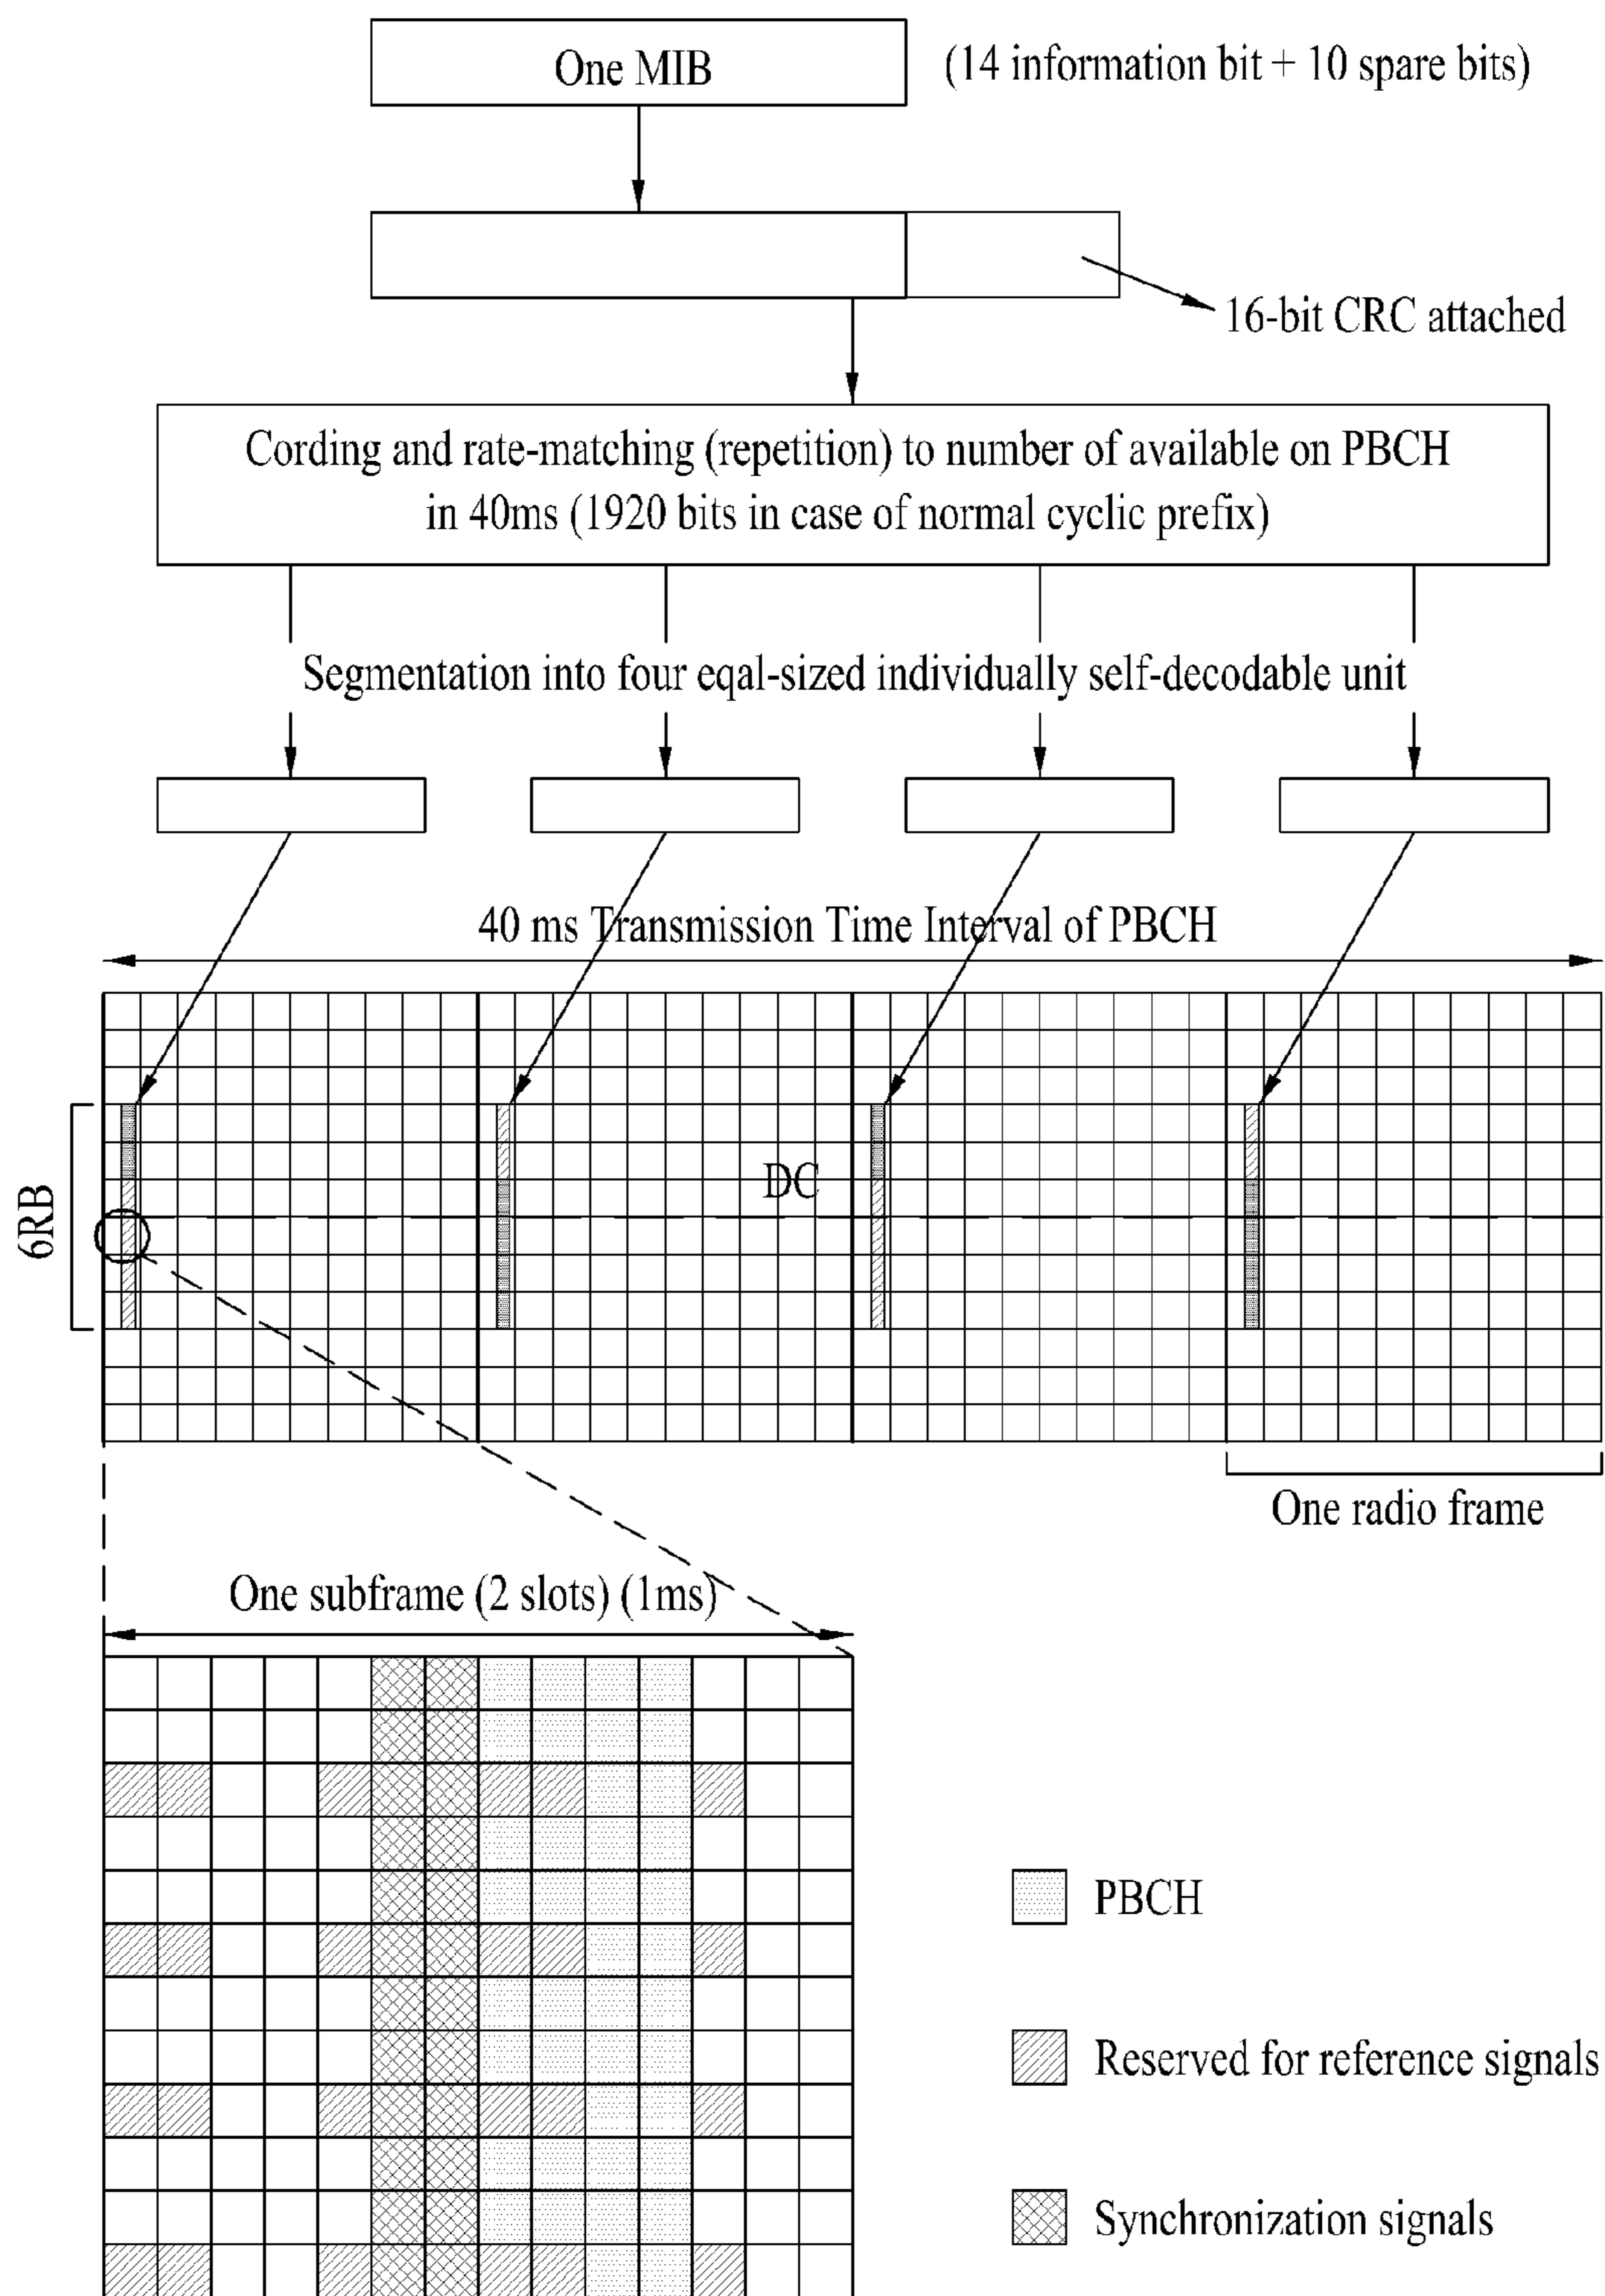 One MIB
(14 information bit + 10 spare bits)
16-bit CRC attached
Cording and rate-matching (repetition) to number of available on PBCH
in 40ms (1920 bits in case of normal cyclic prefix)
Segmentation into four eqal-sized individually self-decodable unit
40 ms Transmission Time Interval of PBCH
DC
6RB
One radio frame
One subframe (2 slots) (1ms)
PBCH
Reserved for reference signals
Synchronization signals